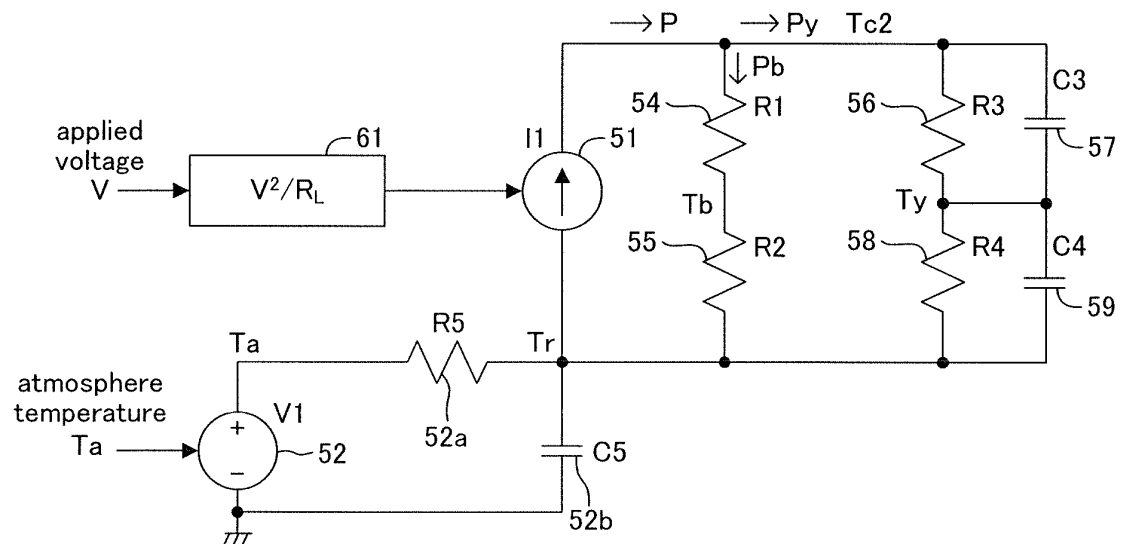 P
Py
Tc2
Pb
C3
54
R1
56
R3
57
applied
voltage
V
61
V²/RL
I1
51
Tb
Ty
55
R2
58
R4
C4
59
R5
Ta
Tr
atmosphere
temperature
Ta
V1
+
−
52
52a
C5
52b